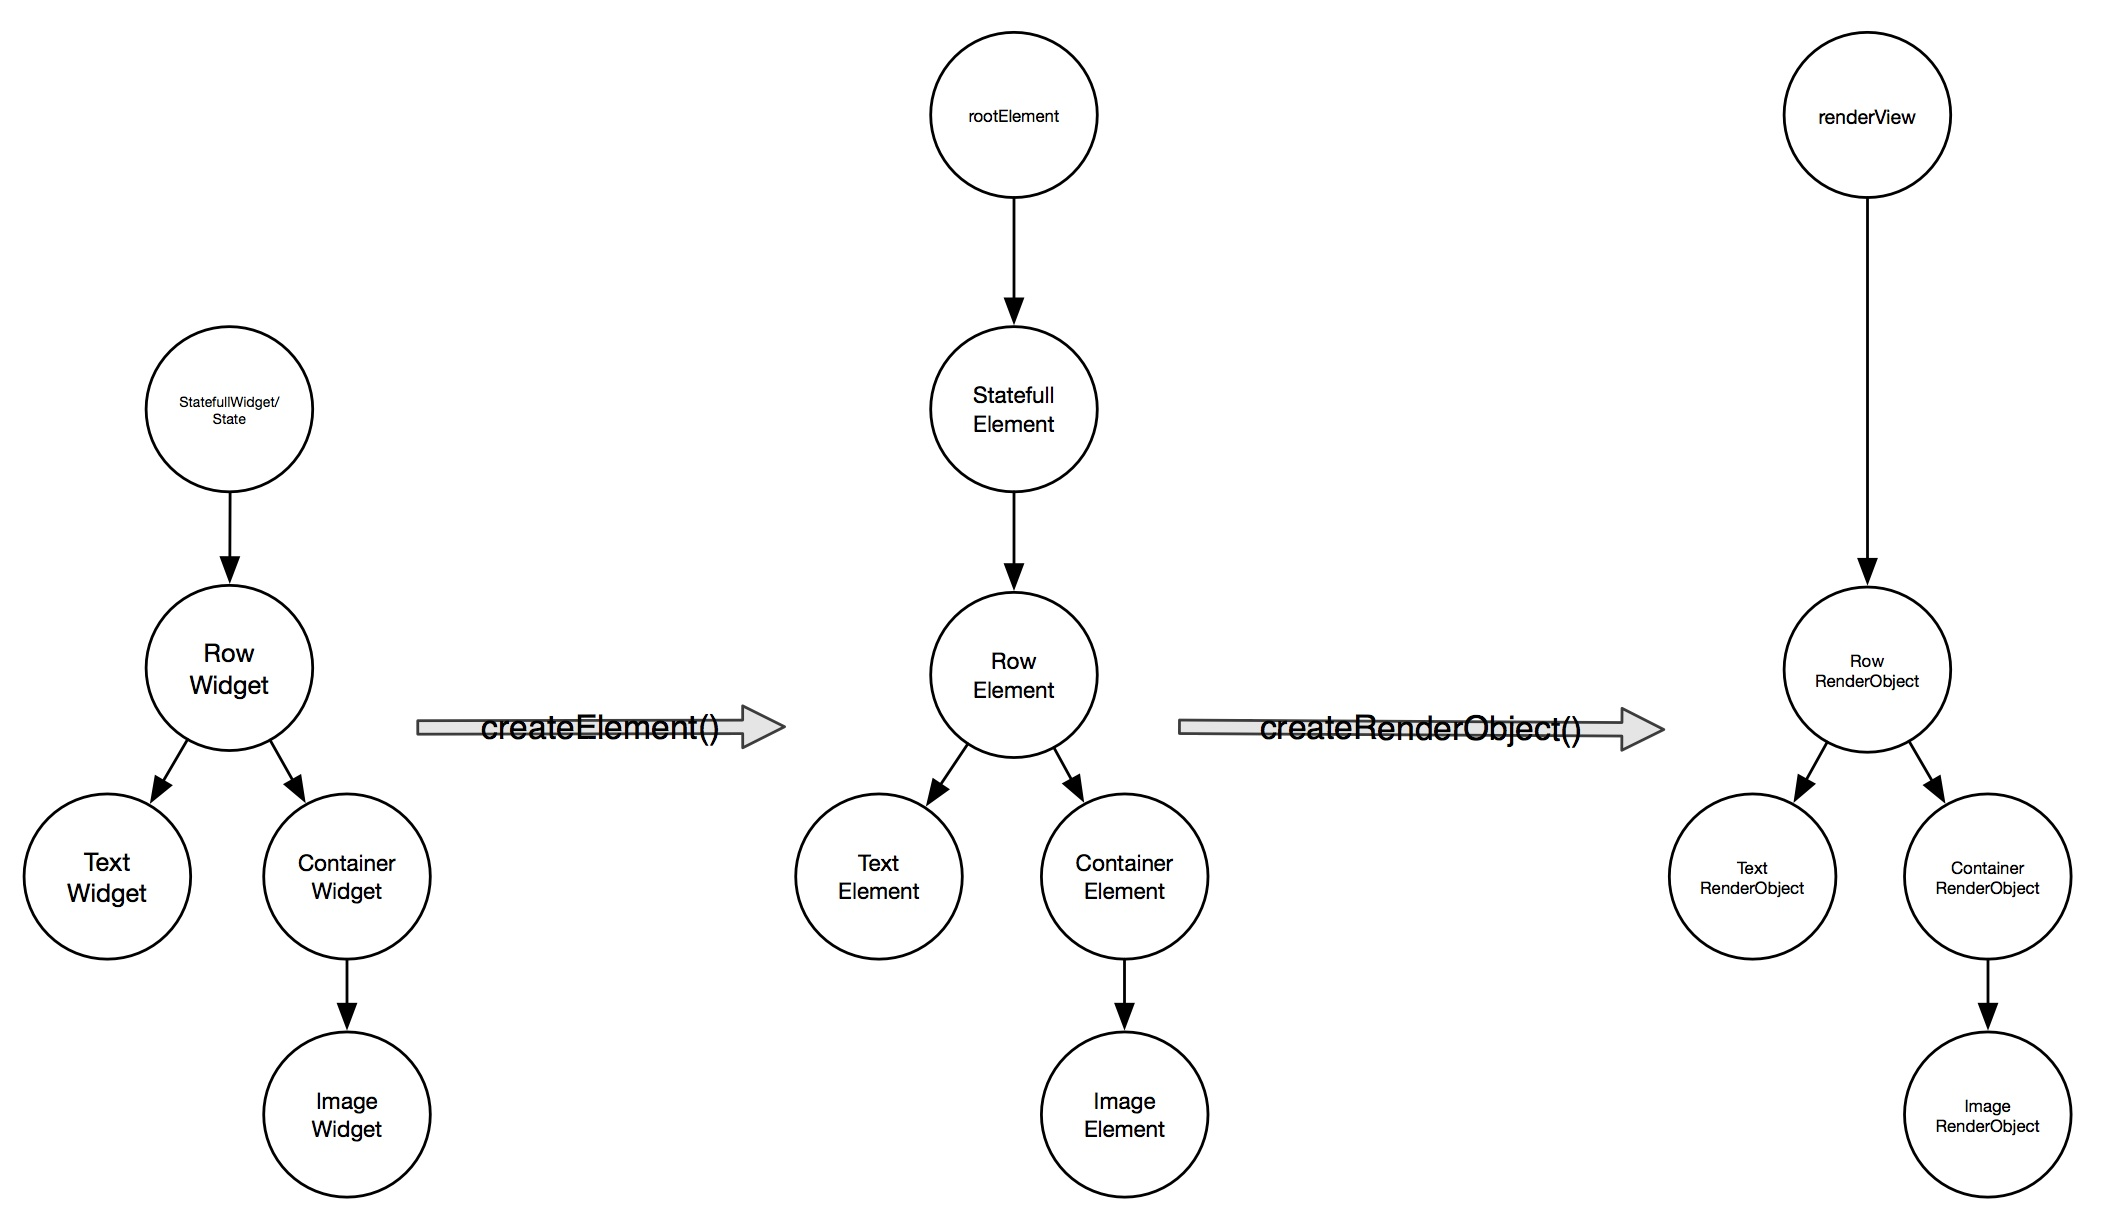 rootElement
renderView
StatefullWidget/
State
Statefull
Element
Row
Widget
Row
Element
Row
RenderObject
createElement()
createRenderObject()
Text
Widget
Container
Widget
Text
Element
Container
Element
Text
RenderObject
Container
RenderObject
Image
Widget
Image
Element
Image
RenderObject